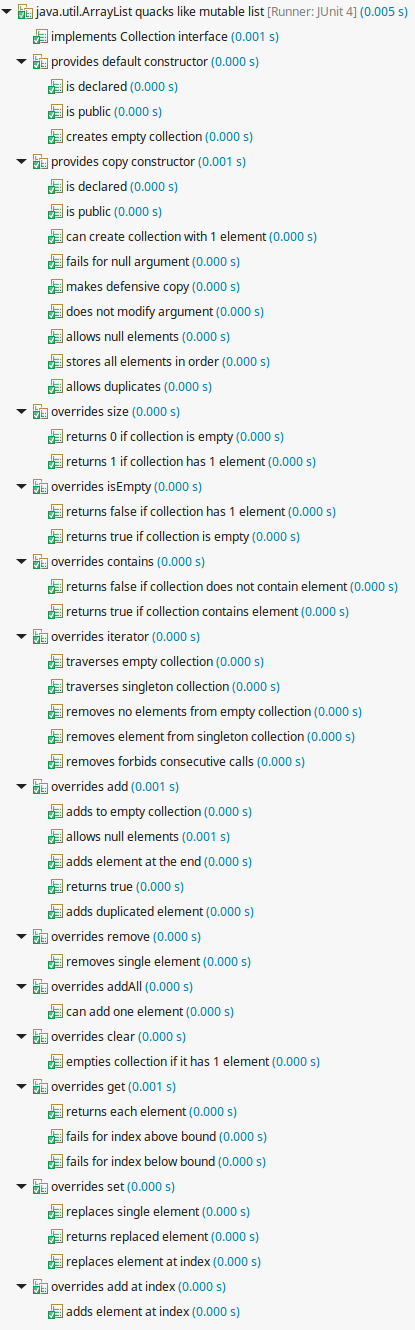 java.util.ArrayList quacks like mutable list [Runner: JUnit 4] (0.005 s)
implements Collection interface (0.001 s)
provides default constructor (0.000 s)
is declared (0.000 s)
is public (0.000 s)
creates empty collection (0.000 s)
provides copy constructor (0.001 s)
is declared (0.000 s)
is public (0.000 s)
can create collection with 1 element (0.000 s)
fails for null argument (0.000 s)
makes defensive copy (0.000 s)
does not modify argument (0.000 s)
allows null elements (0.000 s)
stores all elements in order (0.000 s)
allows duplicates (0.000 s)
overrides size (0.000 s)
returns 0 if collection is empty (0.000 s)
returns 1 if collection has 1 element (0.000 s)
overrides isEmpty (0.000 s)
returns false if collection has 1 element (0.000 s)
returns true if collection is empty (0.000 s)
overrides contains (0.000 s)
returns false if collection does not contain element (0.000 s)
returns true if collection contains element (0.000 s)
overrides iterator (0.000 s)
traverses empty collection (0.000 s)
traverses singleton collection (0.000 s)
removes no elements from empty collection (0.000 s)
removes element from singleton collection (0.000 s)
removes forbids consecutive calls (0.000 s)
overrides add (0.001 s)
adds to empty collection (0.000 s)
allows null elements (0.001 s)
adds element at the end (0.000 s)
returns true (0.000 s)
adds duplicated element (0.000 s)
overrides remove (0.000 s)
removes single element (0.000 s)
overrides addAll (0.000 s)
can add one element (0.000 s)
overrides clear (0.000 s)
empties collection if it has 1 element (0.000 s)
overrides get (0.001 s)
returns each element (0.000 s)
fails for index above bound (0.000 s)
fails for index below bound (0.000 s)
overrides set (0.000 s)
replaces single element (0.000 s)
returns replaced element (0.000 s)
replaces element at index (0.000 s)
overrides add at index (0.000 s)
adds element at index (0.000 s)